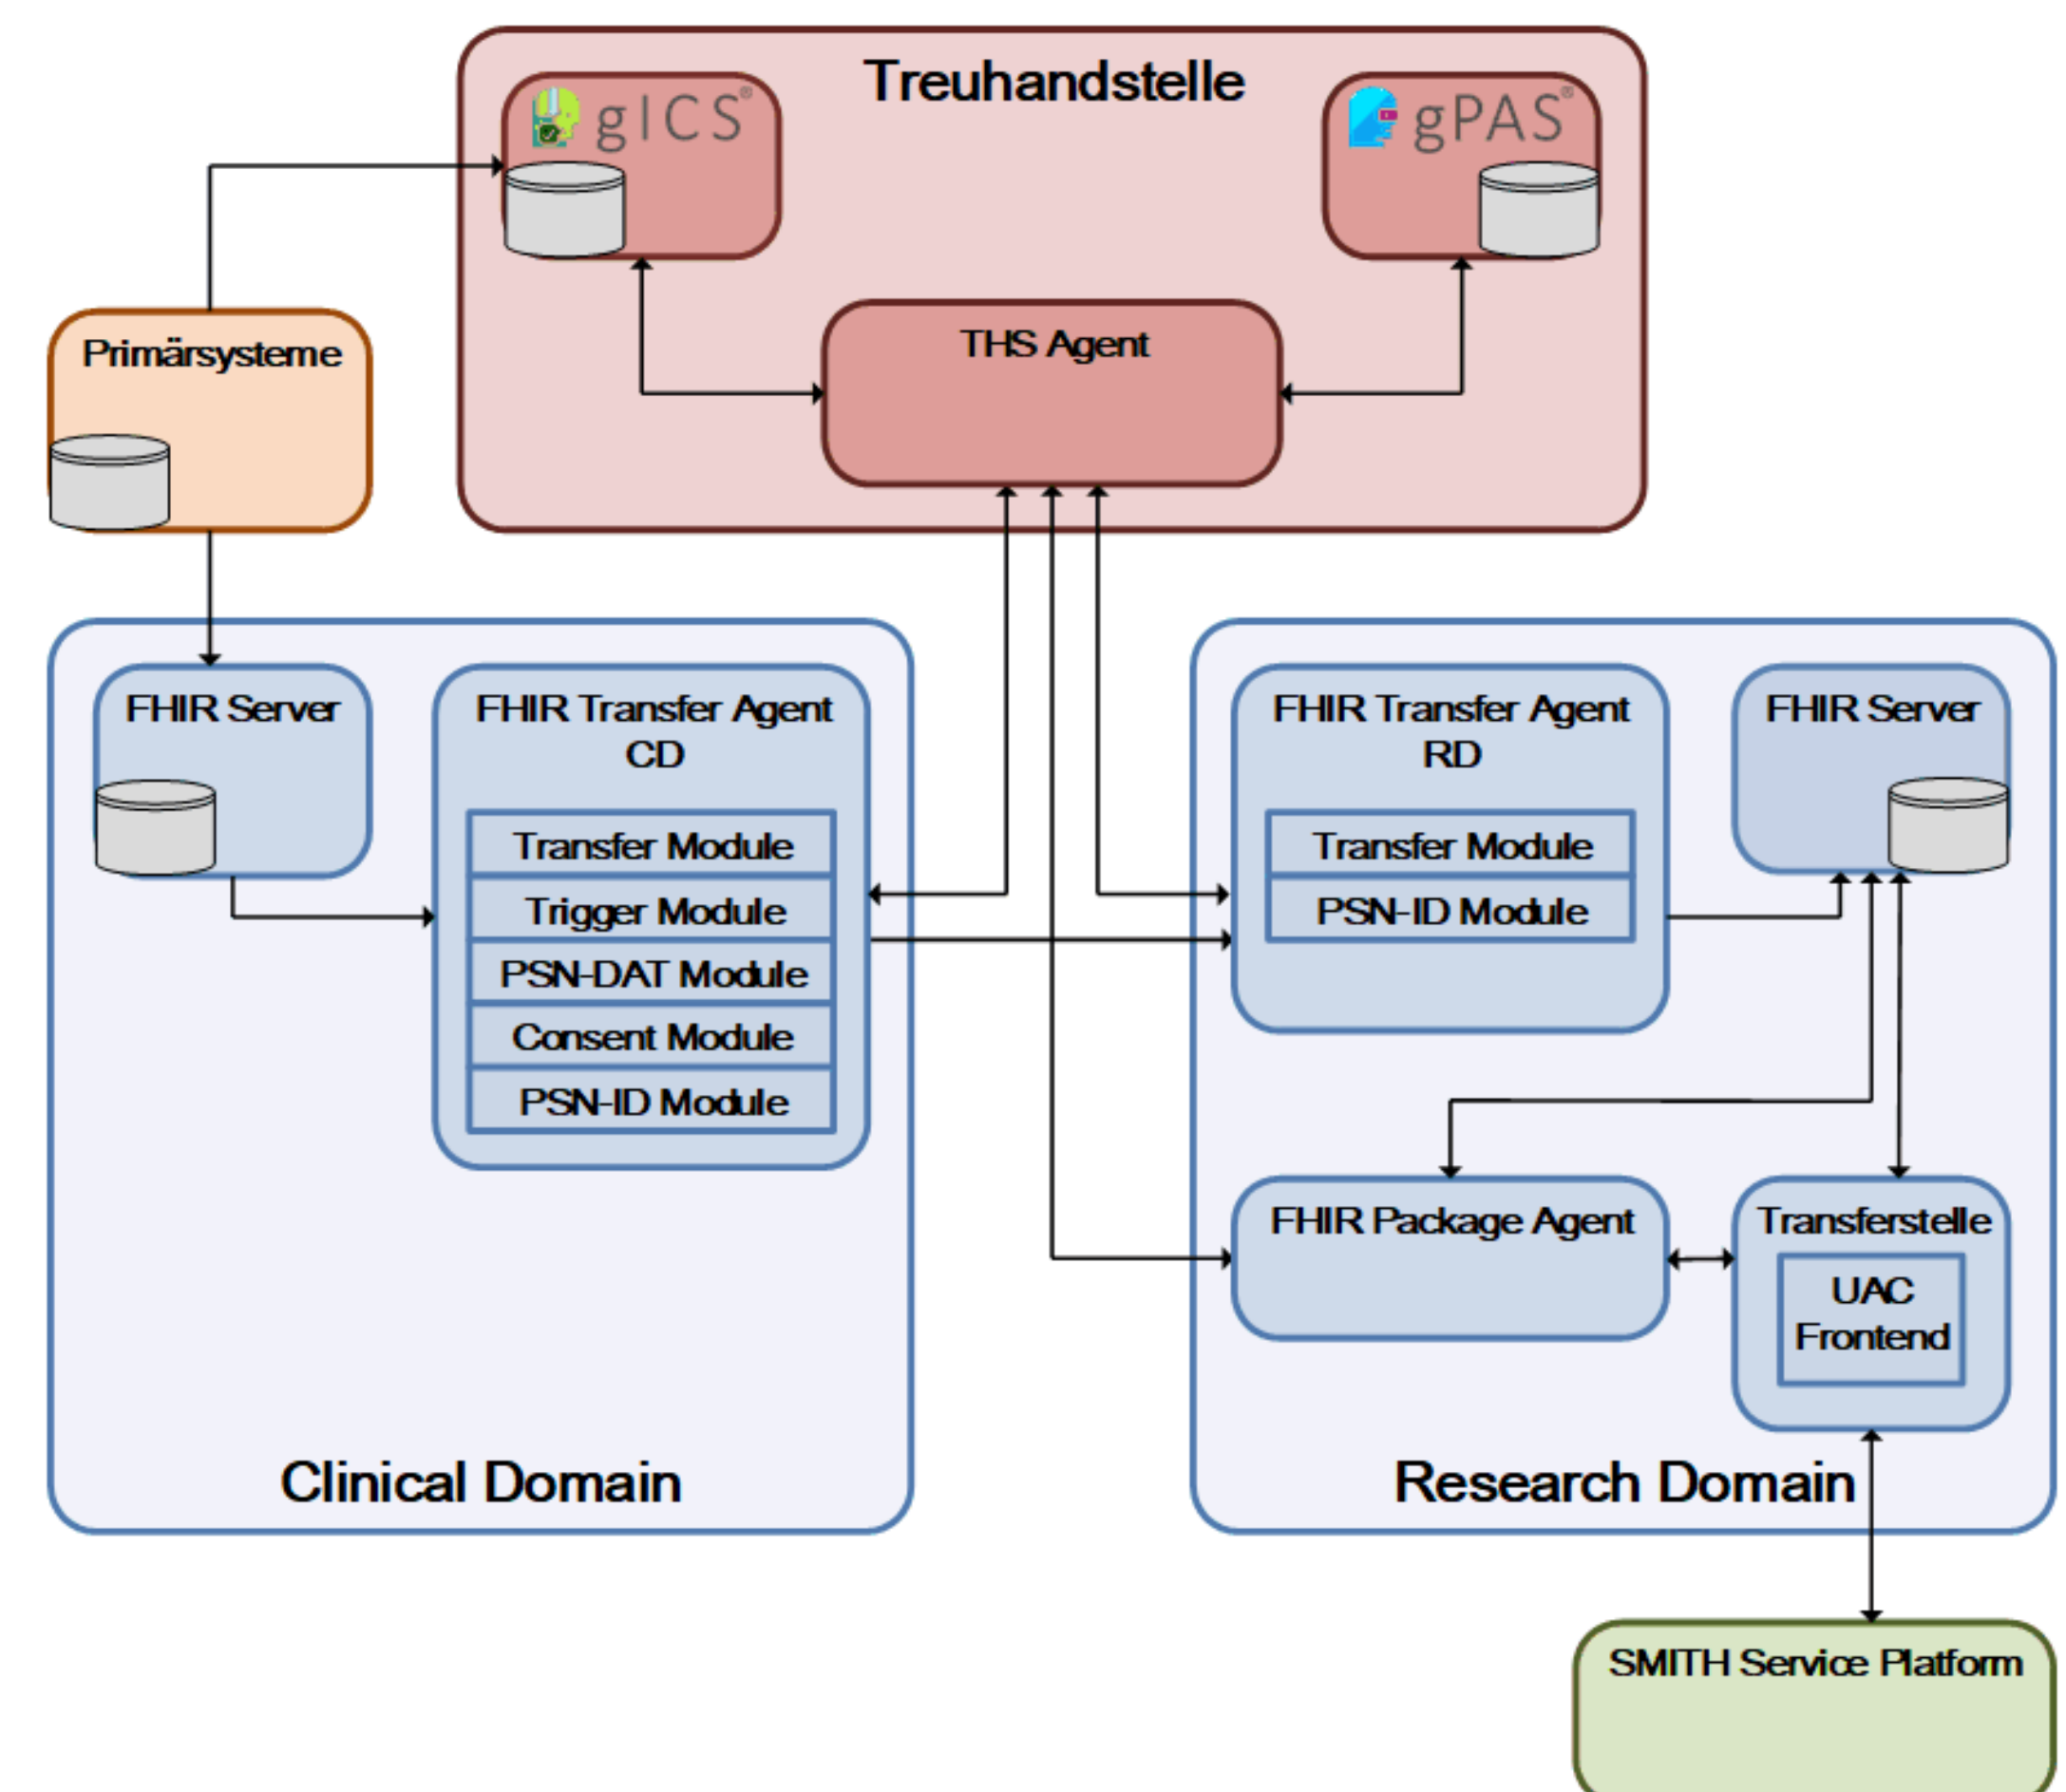 Treuhandstelle
gICS®
gPAS®
THS Agent
Primärsysteme
FHIR Server
FHIR Transfer Agent
CD
Transfer Module
Trigger Module
PSN-DAT Module
Consent Module
PSN-ID Module
Clinical Domain
FHIR Transfer Agent
RD
Transfer Module
PSN-ID Module
FHIR Server
FHIR Package Agent
Transferstelle
UAC
Frontend
Research Domain
SMITH Service Platform